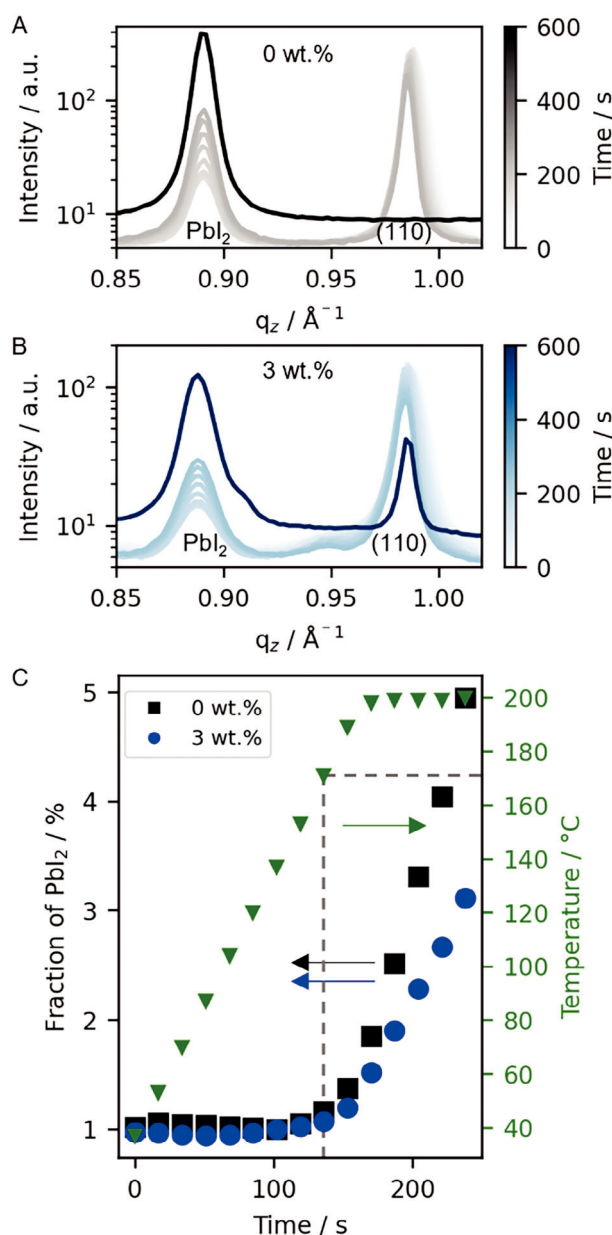 A
0 wt.%
10²
10¹
Intensity / a.u.
PbI₂
(110)
0.85
0.90
0.95
1.00
q_z / Å⁻¹
600
400
200
0
Time / s
B
3 wt.%
10²
10¹
Intensity / a.u.
PbI₂
(110)
0.85
0.90
0.95
1.00
q_z / Å⁻¹
600
400
200
0
Time / s
C
0 wt.%
3 wt.%
5
4
3
2
1
Fraction of PbI₂ / %
200
180
160
140
120
100
80
60
40
Temperature / °C
0
100
200
Time / s